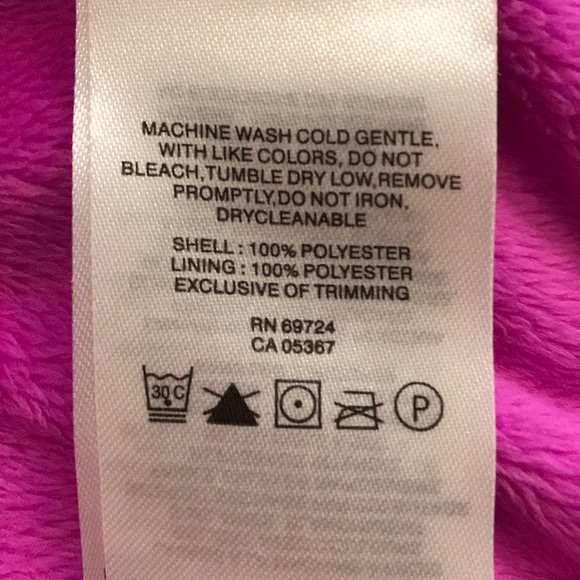 MACHINE WASH COLD GENTLE,
WITH LIKE COLORS, DO NOT
BLEACH,TUMBLE DRY LOW,REMOVE
PROMPTLY,DO NOT IRON,
DRYCLEANABLE
SHELL : 100% POLYESTER
LINING : 100% POLYESTER
EXCLUSIVE OF TRIMMING
RN 69724
CA 05367
30 C P